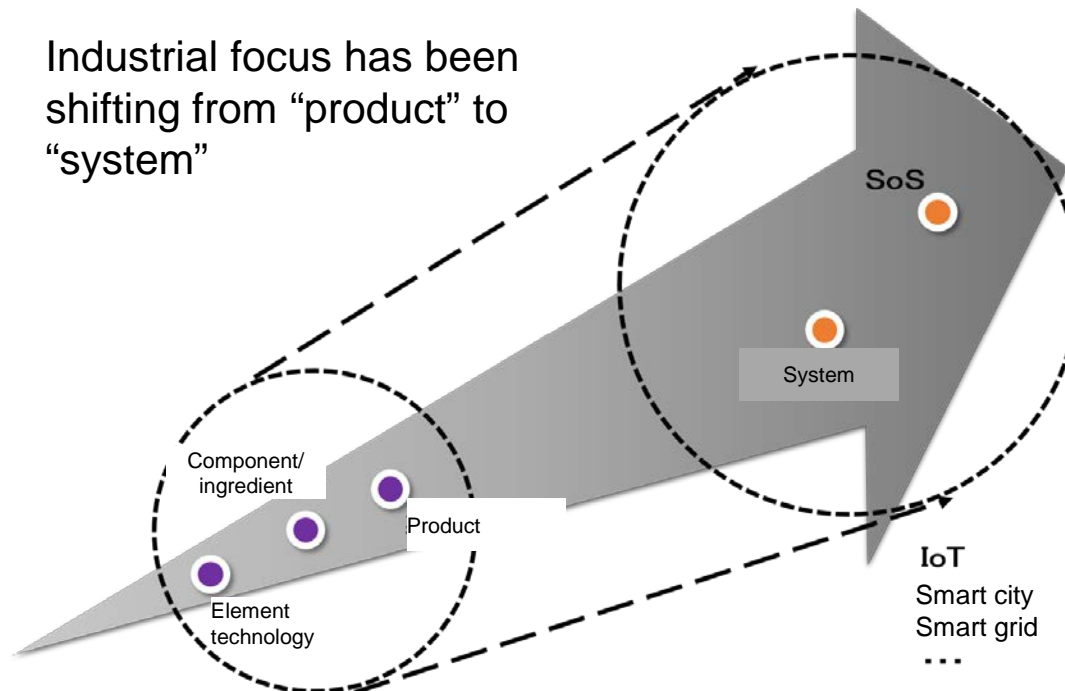 Industrial focus has been
shifting from “product” to
“system”
SoS
System
Component/
ingredient
Product
Element
technology
IoT
Smart city
Smart grid
...